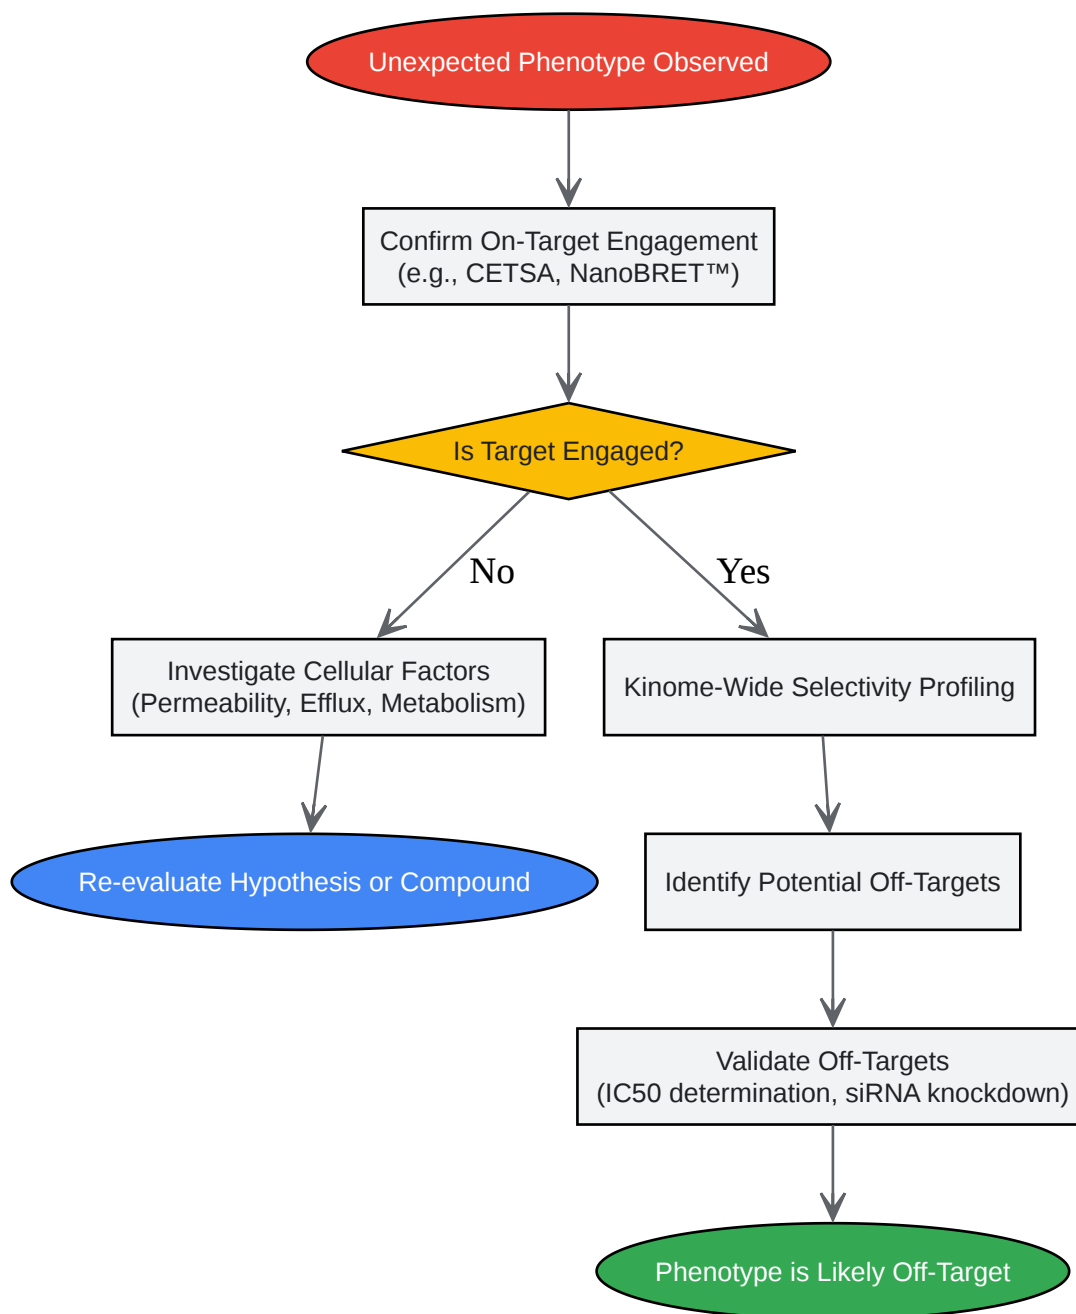 Unexpected Phenotype Observed
Confirm On-Target Engagement
(e.g., CETSA, NanoBRET™)
Is Target Engaged?
No
Yes
Investigate Cellular Factors
(Permeability, Efflux, Metabolism)
Kinome-Wide Selectivity Profiling
Re-evaluate Hypothesis or Compound
Identify Potential Off-Targets
Validate Off-Targets
(IC50 determination, siRNA knockdown)
Phenotype is Likely Off-Target